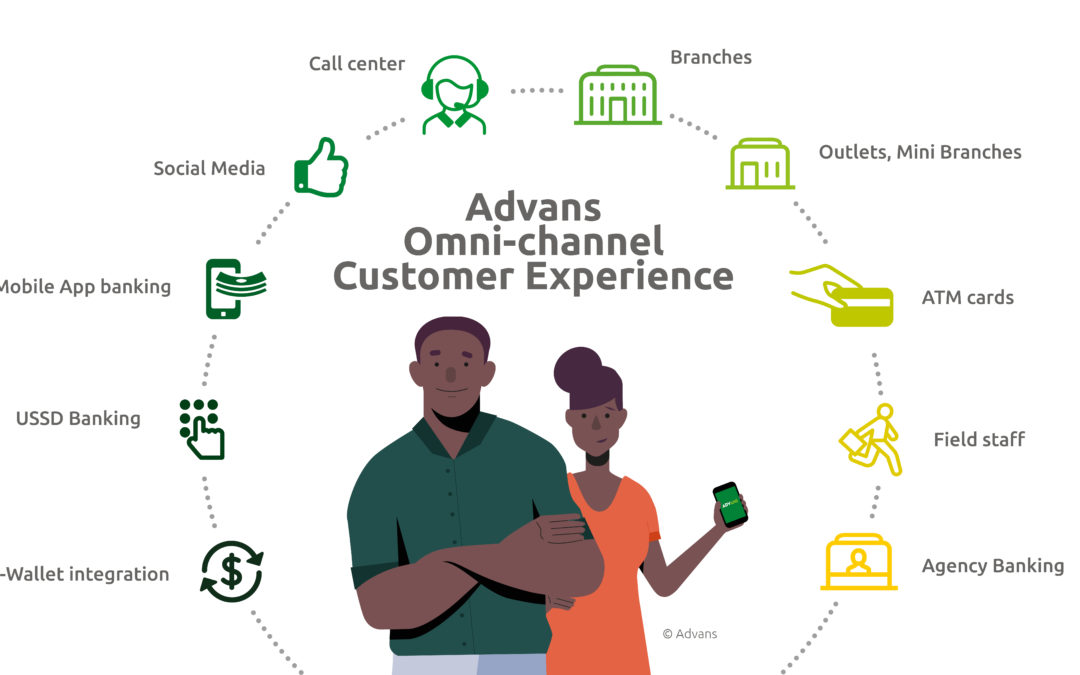 Call center
Branches
Social Media
Outlets, Mini Branches
Advans
Omni-channel
Customer Experience
Mobile App banking
ATM cards
USSD Banking
Field staff
ADVANS
-Wallet integration
Agency Banking
© Advans